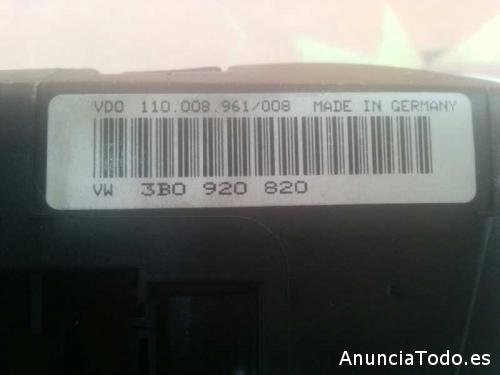 VDO 110.008.961/008 MADE IN GERMANY
VW 3B0 920 820
AnunciaTodo.es